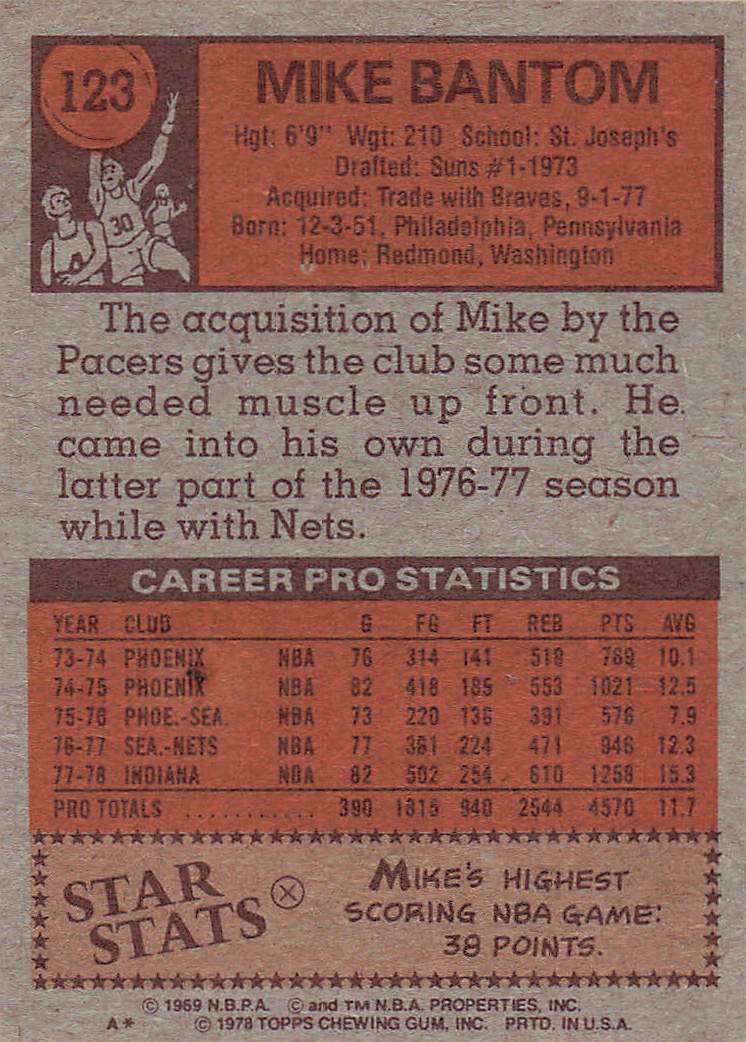 123
MIKE BANTOM
Hgt: 6'9" Wgt: 210 School: St. Joseph's
Drafted: Suns #1-1973
Acquired: Trade with Braves, 9-1-77
Born: 12-3-51, Philadelphia, Pennsylvania
Home: Redmond, Washington
30
The acquisition of Mike by the
Pacers gives the club some much
needed muscle up front. He
came into his own during the
latter part of the 1976-77 season
while with Nets.
CAREER PRO STATISTICS
YEAR CLUB G FG FT REB PTS AVG
73-74 PHOENIX NBA 76 314 141 519 769 10.1
74-75 PHOENIX NBA 82 418 185 553 1021 12.5
75-76 PHOE.-SEA. NBA 73 220 136 391 576 7.9
76-77 SEA.-NETS NBA 77 361 224 471 946 12.3
77-78 INDIANA NBA 82 502 254 610 1258 15.3
PRO TOTALS ............ 390 1815 940 2544 4570 11.7
STAR
STATS
MIKE'S HIGHEST
SCORING NBA GAME:
38 POINTS.
© 1969 N.B.P.A. © and TM N.B.A. PROPERTIES, INC.
A* © 1978 TOPPS CHEWING GUM, INC. PRTD. IN U.S.A.